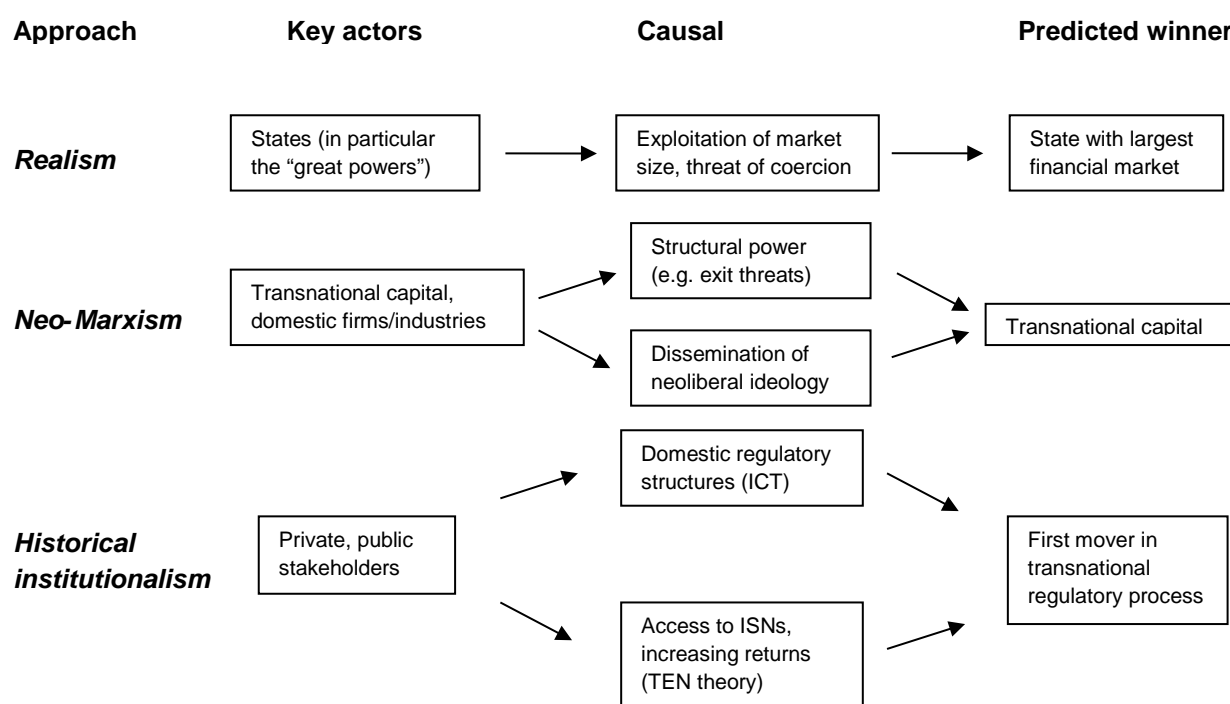 Approach Key actors Causal Predicted winner
Realism
States (in particular
the “great powers”)
Exploitation of market
size, threat of coercion
State with largest
financial market
Neo-Marxism
Transnational capital,
domestic firms/industries
Structural power
(e.g. exit threats)
Dissemination of
neoliberal ideology
Transnational capital
Historical
institutionalism
Private, public
stakeholders
Domestic regulatory
structures (ICT)
Access to ISNs,
increasing returns
(TEN theory)
First mover in
transnational
regulatory process